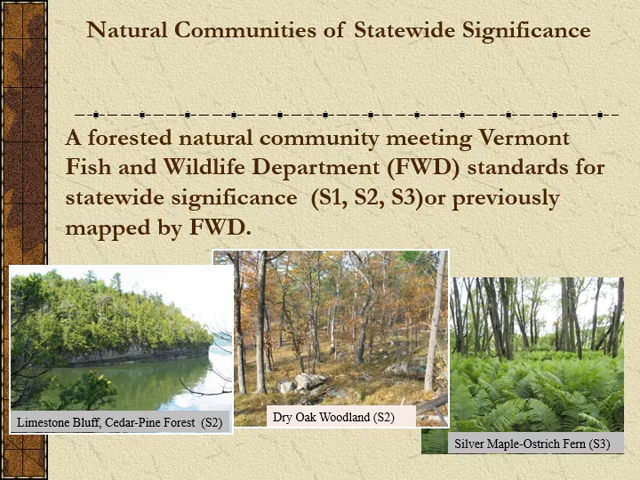 Natural Communities of Statewide Significance
A forested natural community meeting Vermont
Fish and Wildlife Department (FWD) standards for
statewide significance  (S1, S2, S3)or previously
mapped by FWD.
Limestone Bluff, Cedar-Pine Forest  (S2)
Dry Oak Woodland (S2)
Silver Maple-Ostrich Fern (S3)